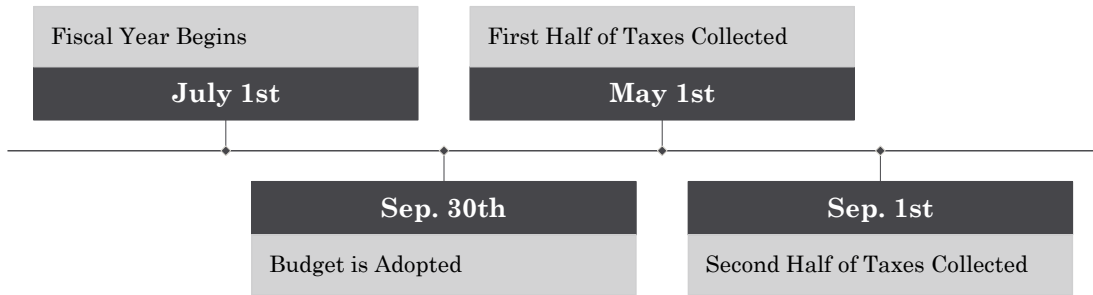 Fiscal Year Begins
July 1st
First Half of Taxes Collected
May 1st
Sep. 30th
Budget is Adopted
Sep. 1st
Second Half of Taxes Collected